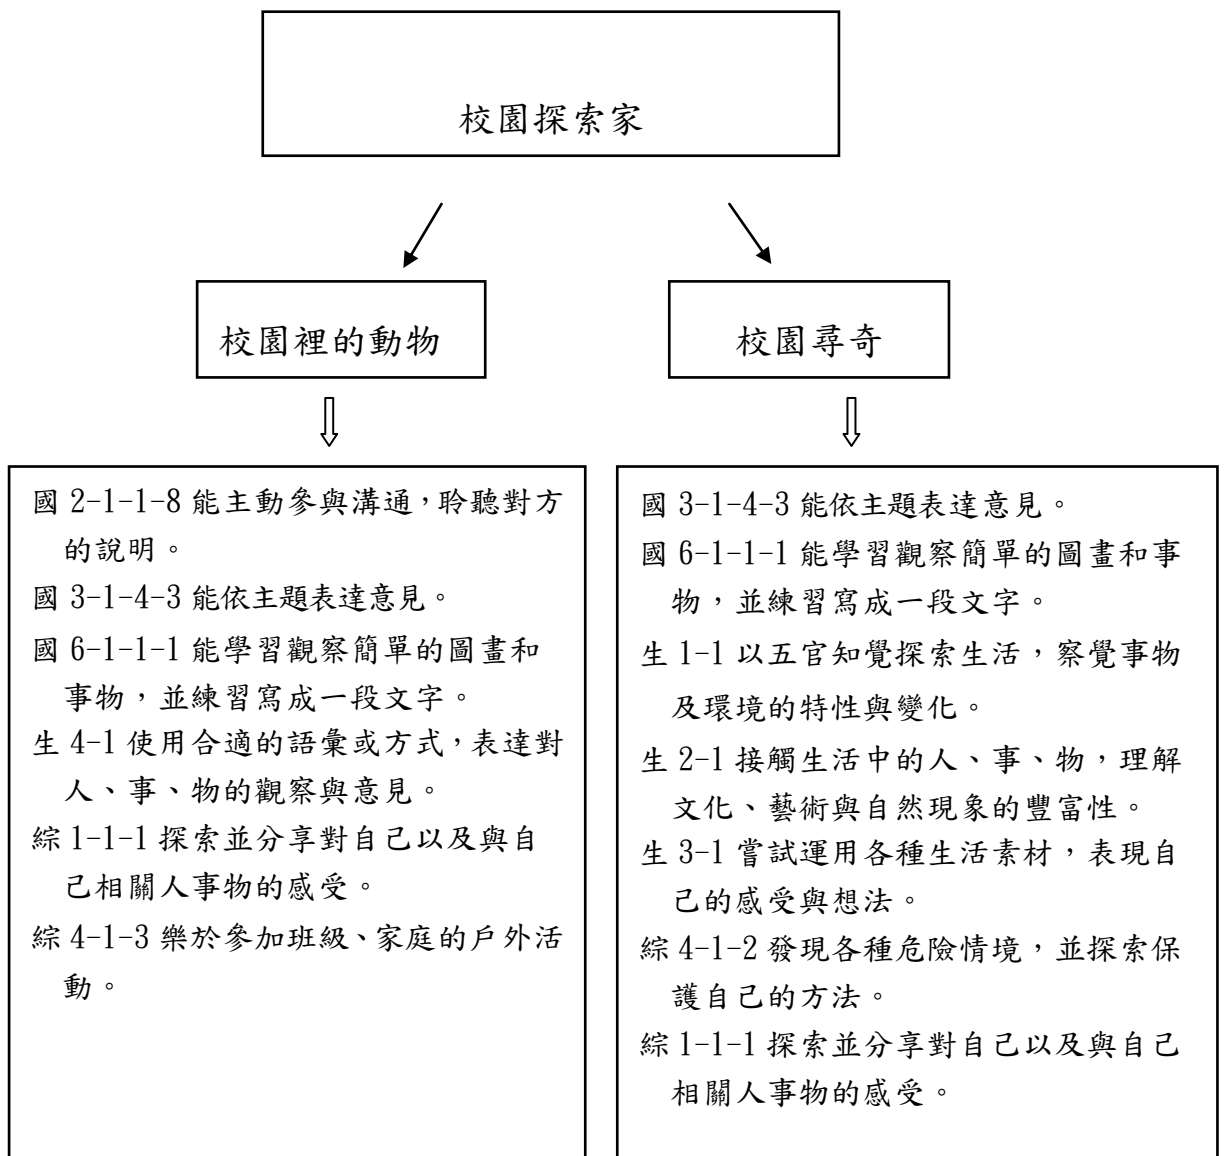 校園探索家
校園裡的動物
校園尋奇
國 2-1-1-8 能主動參與溝通，聆聽對方
的說明。
國 3-1-4-3 能依主題表達意見。
國 6-1-1-1 能學習觀察簡單的圖畫和
事物，並練習寫成一段文字。
生 4-1 使用合適的語彙或方式，表達對
人、事、物的觀察與意見。
綜 1-1-1 探索並分享對自己以及與自
己相關人事物的感受。
綜 4-1-3 樂於參加班級、家庭的戶外活
動。
國 3-1-4-3 能依主題表達意見。
國 6-1-1-1 能學習觀察簡單的圖畫和事
物，並練習寫成一段文字。
生 1-1 以五官知覺探索生活，察覺事物
及環境的特性與變化。
生 2-1 接觸生活中的人、事、物，理解
文化、藝術與自然現象的豐富性。
生 3-1 嘗試運用各種生活素材，表現自
己的感受與想法。
綜 4-1-2 發現各種危險情境，並探索保
護自己的方法。
綜 1-1-1 探索並分享對自己以及與自己
相關人事物的感受。